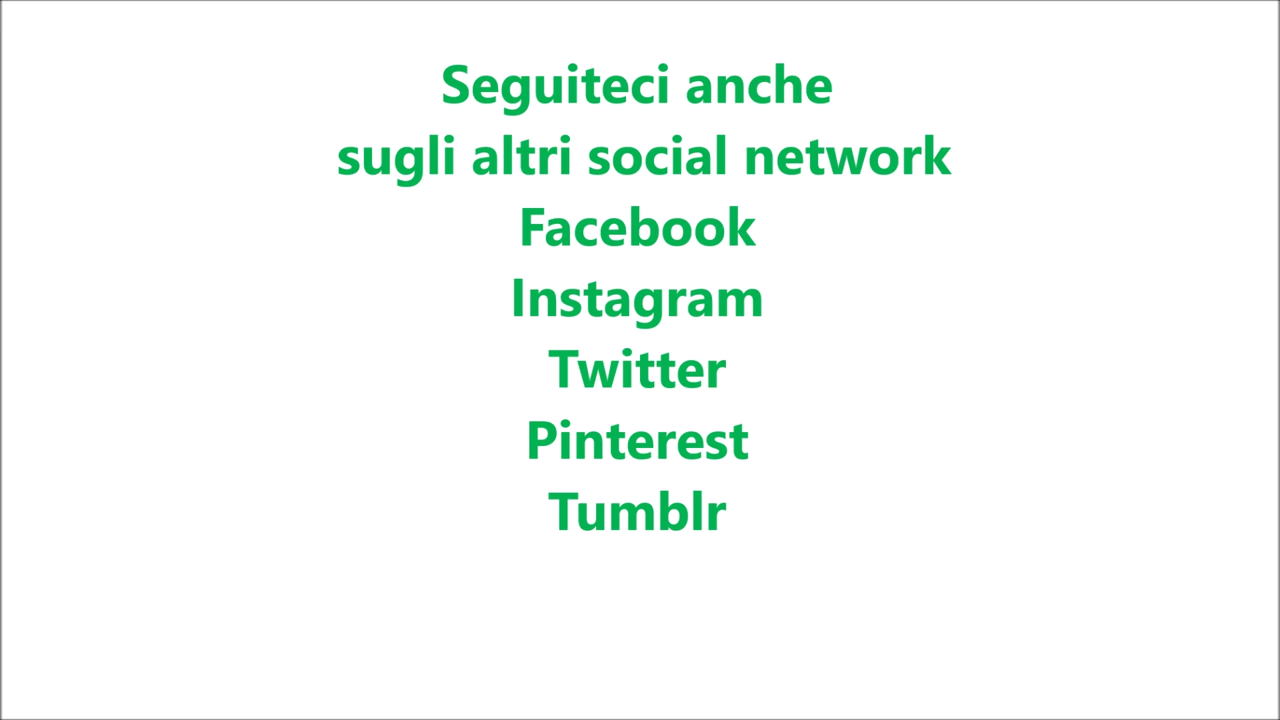 Seguiteci anche
sugli altri social network
Facebook
Instagram
Twitter
Pinterest
Tumblr